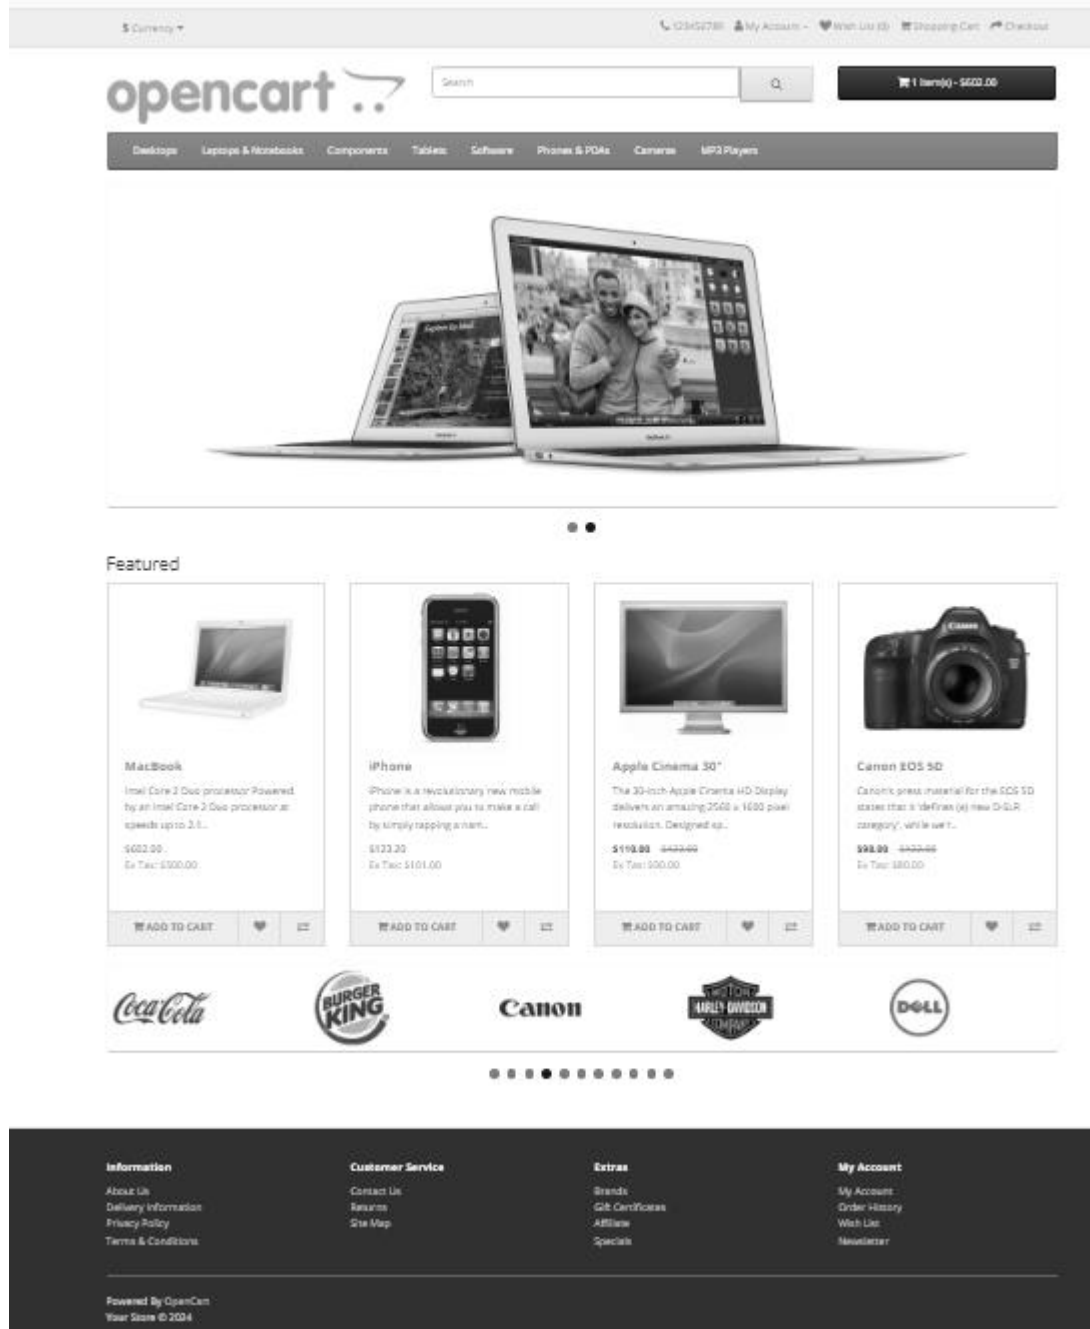 $ Currency
123456789 My Account Wish List (0) Shopping Cart Checkout
opencart
Search
1 item(s) - $602.00
Desktops Laptops & Notebooks Components Tablets Software Phones & PDAs Cameras MP3 Players
Featured
MacBook
Intel Core 2 Duo processor Powered
by an Intel Core 2 Duo processor at
speeds up to 2.1..
$602.00
Ex Tax: $500.00
ADD TO CART
iPhone
iPhone is a revolutionary new mobile
phone that allows you to make a call
by simply tapping a nam..
$123.20
Ex Tax: $101.00
ADD TO CART
Apple Cinema 30"
The 30-inch Apple Cinema HD Display
delivers an amazing 2560 x 1600 pixel
resolution. Designed sp..
$110.00 $122.00
Ex Tax: $90.00
ADD TO CART
Canon EOS 5D
Canon's press material for the EOS 5D
states that it 'defines (a) new D-SLR
category', while we'r..
$98.00 $122.00
Ex Tax: $80.00
ADD TO CART
Coca-Cola
BURGER
KING
Canon
MOTOR
HARLEY-DAVIDSON
COMPANY
DELL
Information
About Us
Delivery Information
Privacy Policy
Terms & Conditions
Customer Service
Contact Us
Returns
Site Map
Extras
Brands
Gift Certificates
Affiliate
Specials
My Account
My Account
Order History
Wish List
Newsletter
Powered By OpenCart
Your Store © 2024